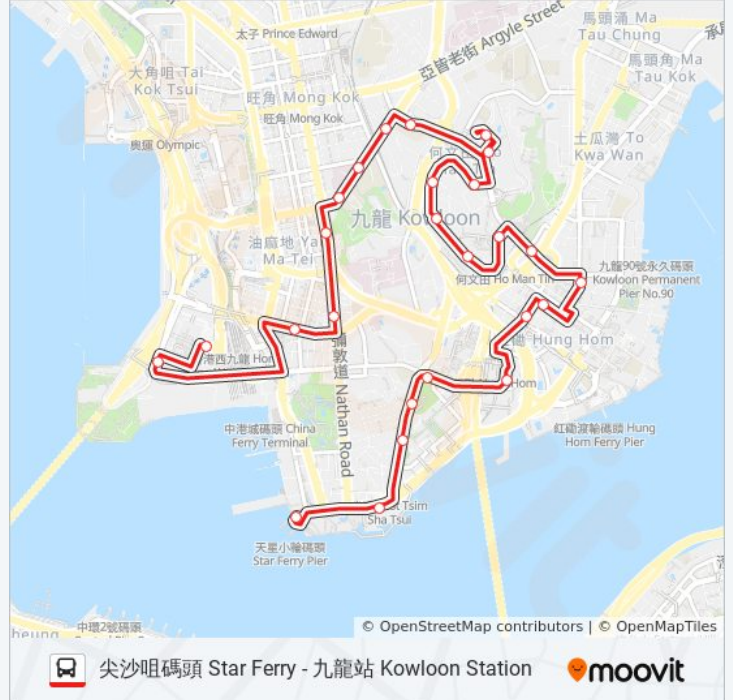 馬頭涌 Ma
Tau Chung
太子 Prince Edward
亞皆老街 Argyle Street
馬頭角 Ma
Tau Kok
大角咀 Tai
Kok Tsui
旺角 Mong Kok
旺角 Mong Kok
奧運 Olympic
土瓜灣 To
Kwa Wan
何文田
九龍 Kowloon
油麻地 Ya
Ma Tei
何文田 Ho Man Tin
九龍90號永久碼頭
Kowloon Permanent
Pier No.90
Hung Hom
港西九龍 Hon
彌敦道 Nathan Road
Hom
中港城碼頭 China
Ferry Terminal
紅磡渡輪碼頭 Hung
Hom Ferry Pier
Tsim
Sha Tsui
天星小輪碼頭
Star Ferry Pier
中環2號碼頭
heung
© OpenStreetMap contributors | © OpenMapTiles
尖沙咀碼頭 Star Ferry - 九龍站 Kowloon Station
moovit